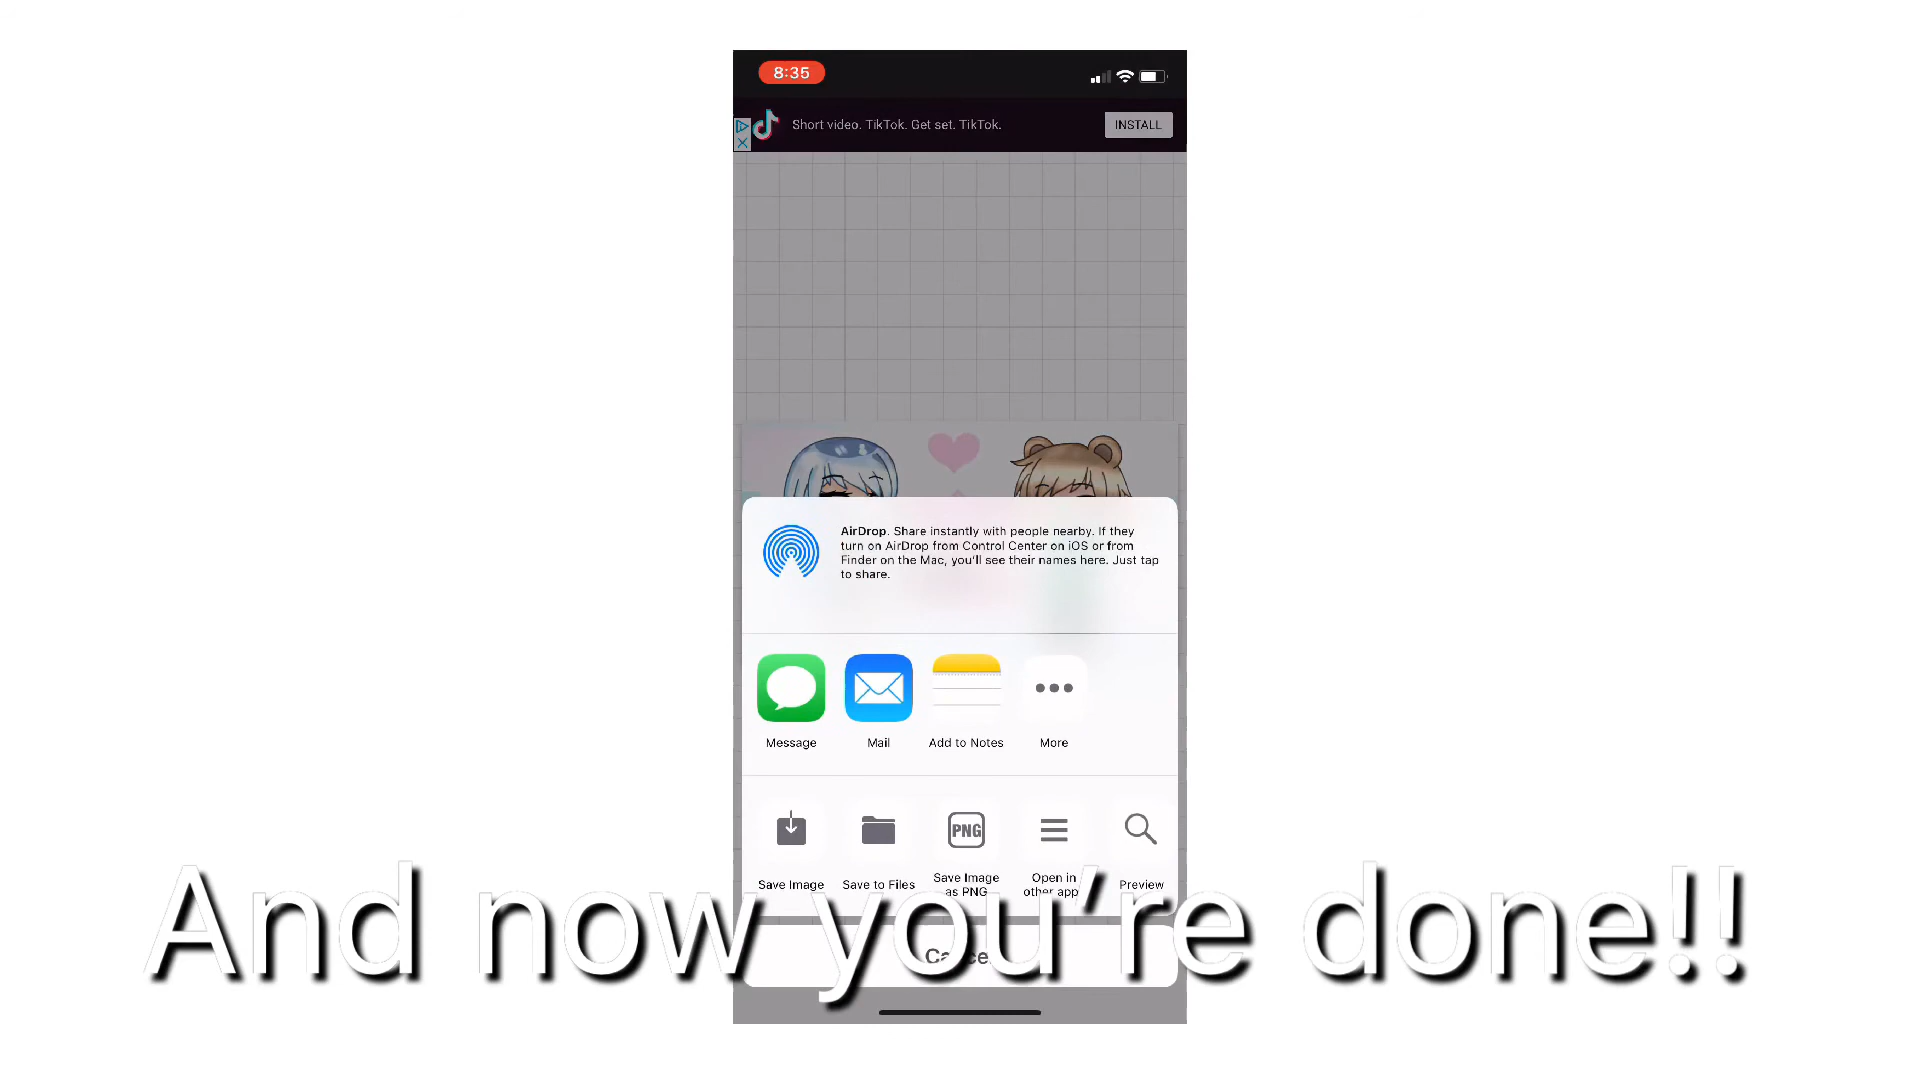 8:35
Short video. TikTok. Get set. TikTok.
INSTALL
AirDrop. Share instantly with people nearby. If they
turn on AirDrop from Control Center on iOS or from
Finder on the Mac, you'll see their names here. Just tap
to share.
Message
Mail
Add to Notes
More
PNG
Save Image
Save to Files
Save Image
as PNG
Open in
other app
Preview
And now you're done!!